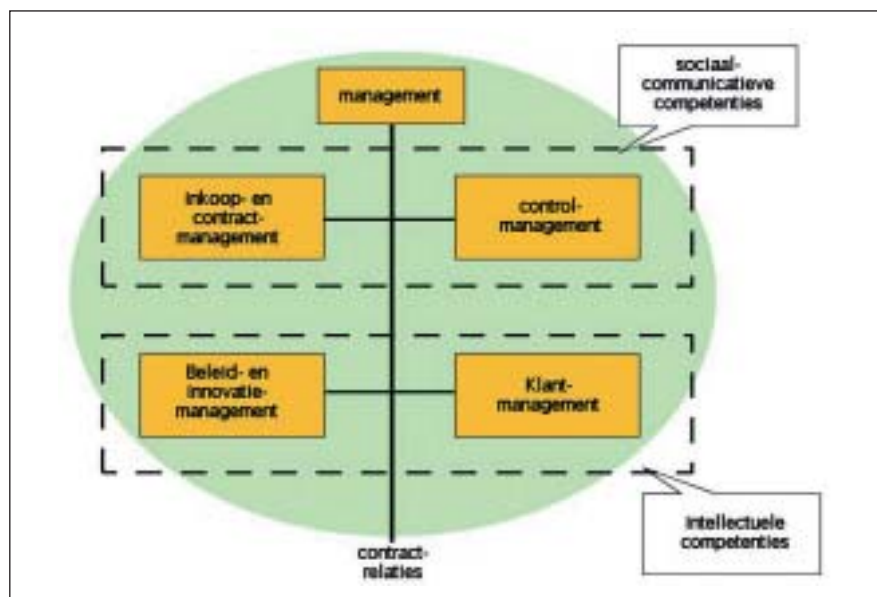 sociaal-
communicatieve
competenties
management
Inkoop- en
contract-
management
control-
management
Beleid- en
innovatie-
management
Klant-
management
Intellectuele
competenties
contract-
relaties